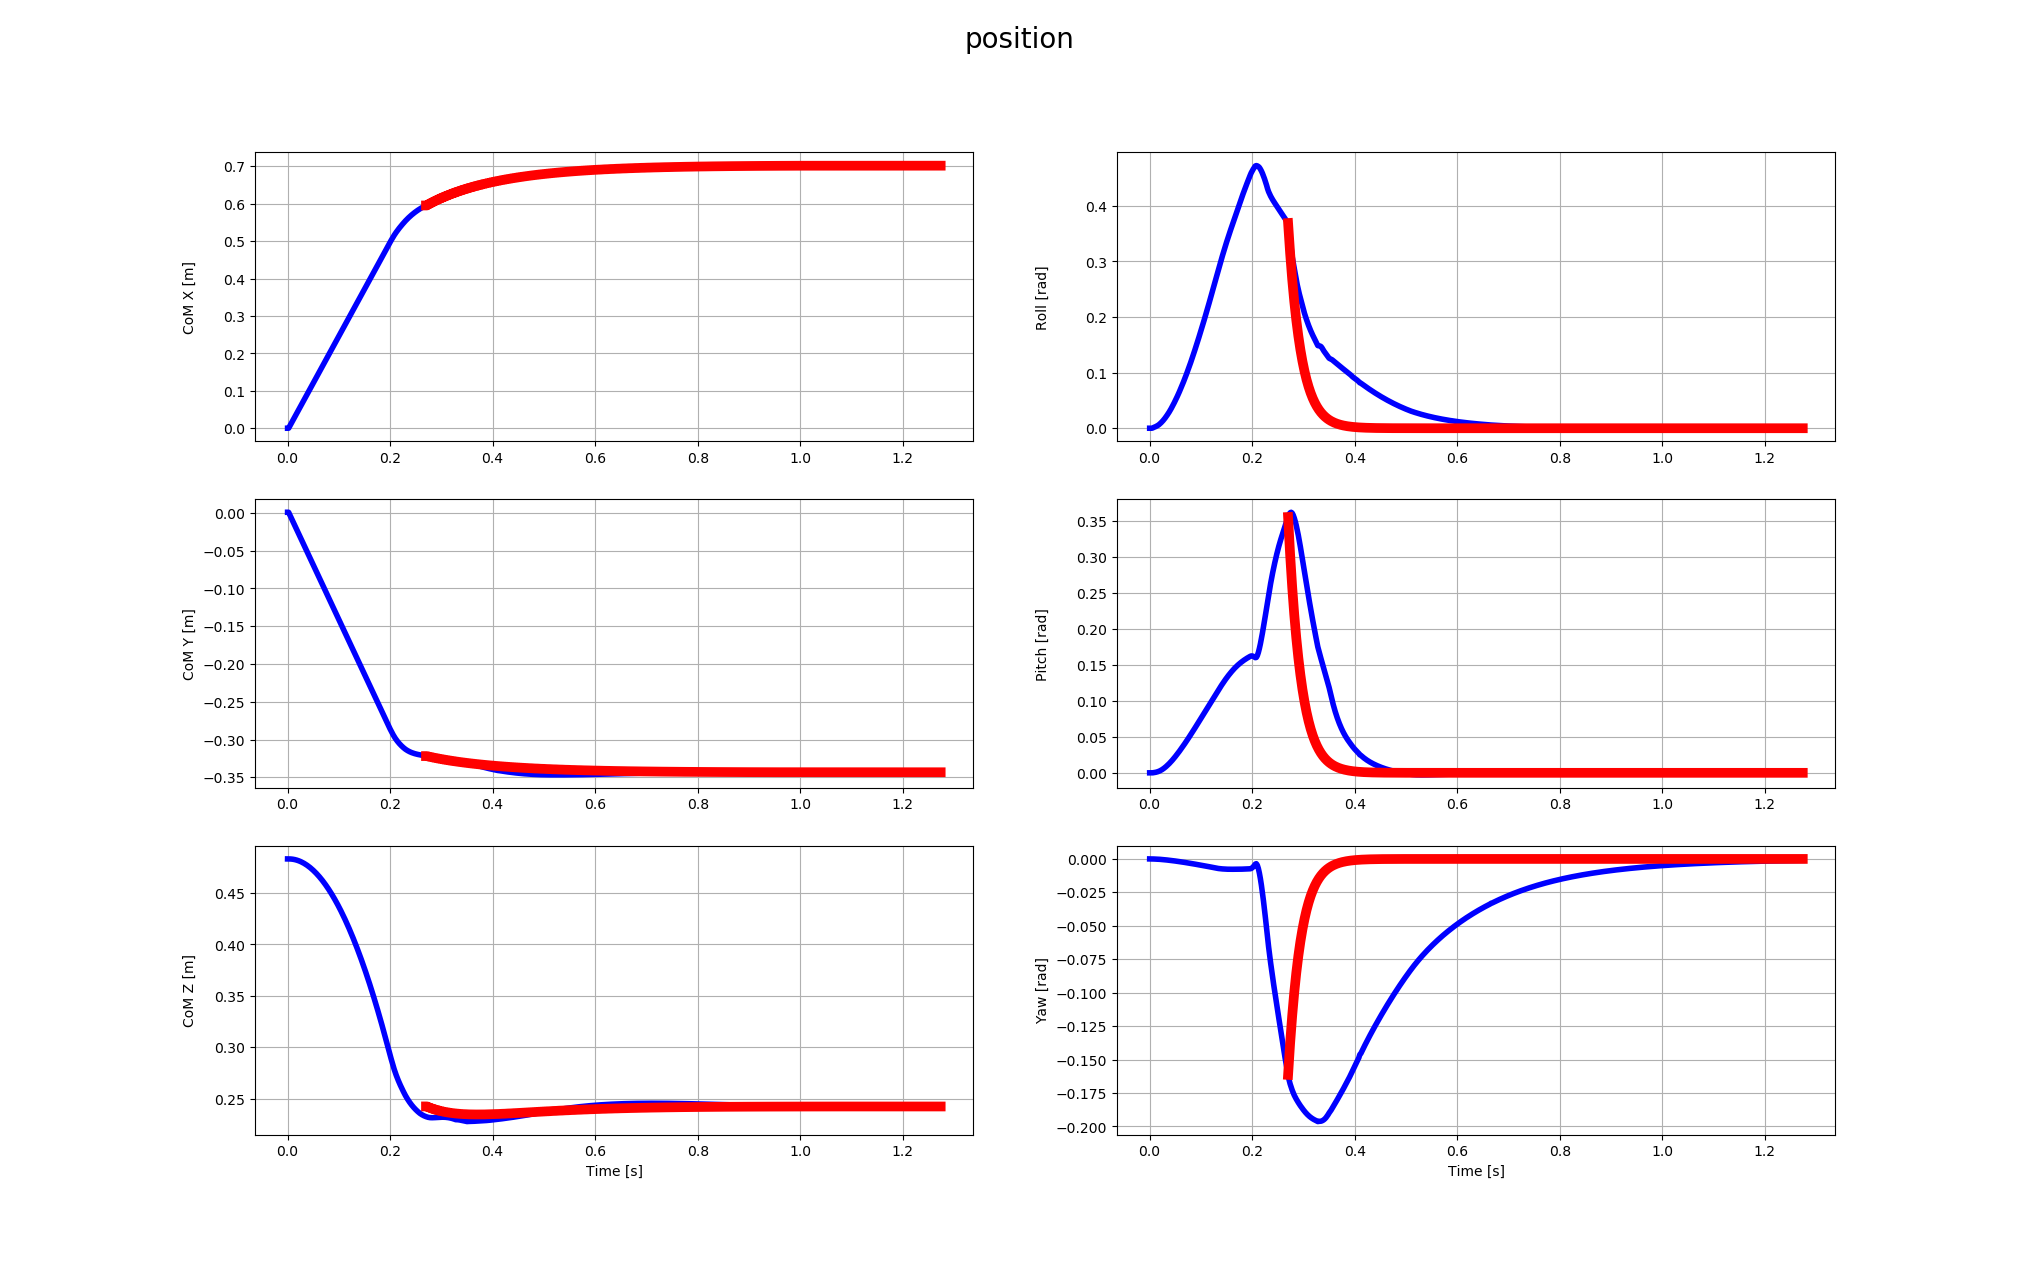 position
CoM X [m]
0.7
0.6
0.5
0.4
0.3
0.2
0.1
0.0
0.0 0.2 0.4 0.6 0.8 1.0 1.2
Roll [rad]
0.4
0.3
0.2
0.1
0.0
0.0 0.2 0.4 0.6 0.8 1.0 1.2
CoM Y [m]
0.00
−0.05
−0.10
−0.15
−0.20
−0.25
−0.30
−0.35
0.0 0.2 0.4 0.6 0.8 1.0 1.2
Pitch [rad]
0.35
0.30
0.25
0.20
0.15
0.10
0.05
0.00
0.0 0.2 0.4 0.6 0.8 1.0 1.2
CoM Z [m]
0.45
0.40
0.35
0.30
0.25
0.0 0.2 0.4 0.6 0.8 1.0 1.2
Time [s]
Yaw [rad]
0.000
−0.025
−0.050
−0.075
−0.100
−0.125
−0.150
−0.175
−0.200
0.0 0.2 0.4 0.6 0.8 1.0 1.2
Time [s]